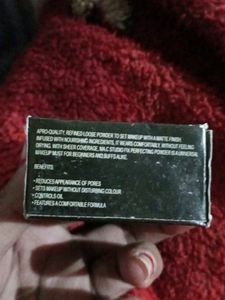 A PRO-QUALITY, REFINED LOOSE POWDER TO SET MAKEUP WITH A MATTE FINISH.
INFUSED WITH NOURISHING INGREDIENTS, IT WEARS COMFORTABLY, WITHOUT FEELING
DRYING. WITH SHEER COVERAGE, MA.C STUDIO FIX PERFECTING POWDER IS A UNIVERSAL
MAKEUP MUST FOR BEGINNERS AND BUFFS ALIKE.
BENEFITS
• REDUCES APPEARANCE OF PORES
• SETS MAKEUP WITHOUT DISTURBING COLOUR
• CONTROLS OIL
• FEATURES A COMFORTABLE FORMULA